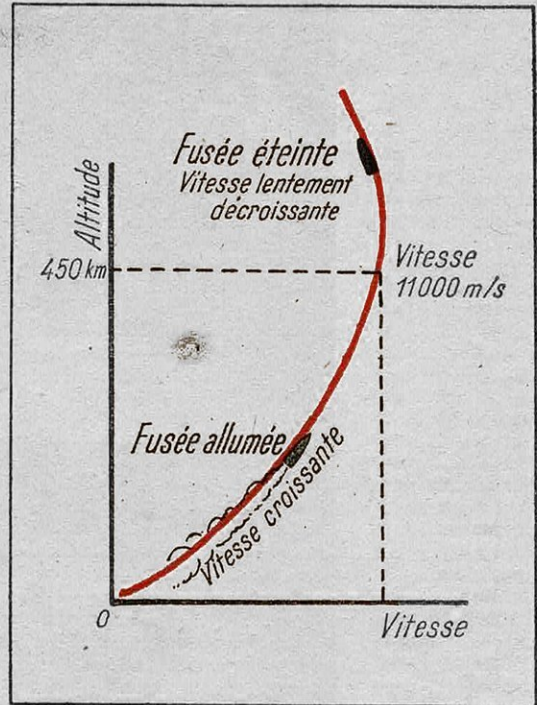 Fusée éteinte
Vitesse lentement
décroissante
Altitude
450 km
Vitesse
11000 m/s
Fusée allumée
Vitesse croissante
0
Vitesse